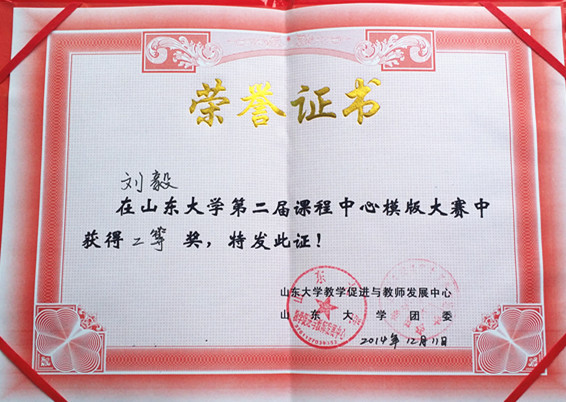 荣誉证书
刘毅
在山东大学第二届课程中心模版大赛中
获得二等奖，特发此证！
山东大学教学促进与教师发展中心
山东大学团委
2014年12月11日